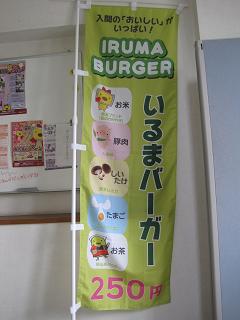 入間の「おいしい」が
いっぱい!
IRUMA
BURGER
お米
豚肉
しい
たけ
たまご
お茶
いるまバーガー
250円